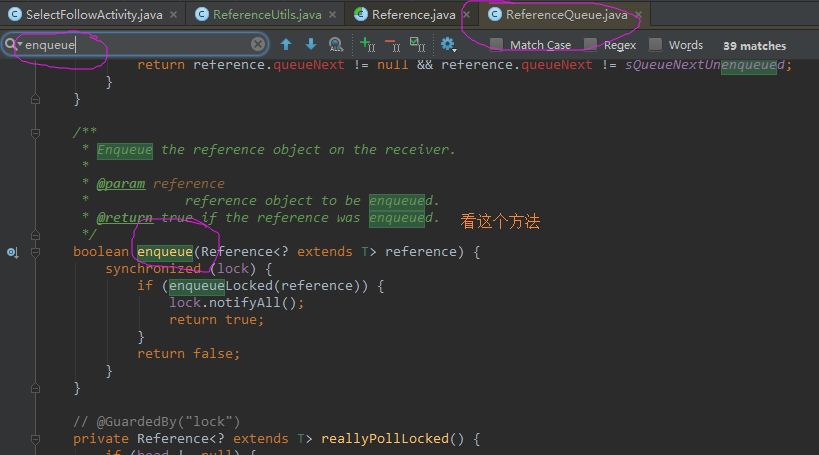 SelectFollowActivity.java × ReferenceUtils.java × Reference.java × ReferenceQueue.java ×
enqueue Match Case Regex Words 39 matches
return reference.queueNext != null && reference.queueNext != sQueueNextUnenqueued;
}
}
/**
* Enqueue the reference object on the receiver.
*
* @param reference
* reference object to be enqueued.
* @return true if the reference was enqueued.
看这个方法
*/
boolean enqueue(Reference<? extends T> reference) {
synchronized (lock) {
if (enqueueLocked(reference)) {
lock.notifyAll();
return true;
}
return false;
}
}
// @GuardedBy("lock")
private Reference<? extends T> reallyPollLocked() {
if (head != null) {